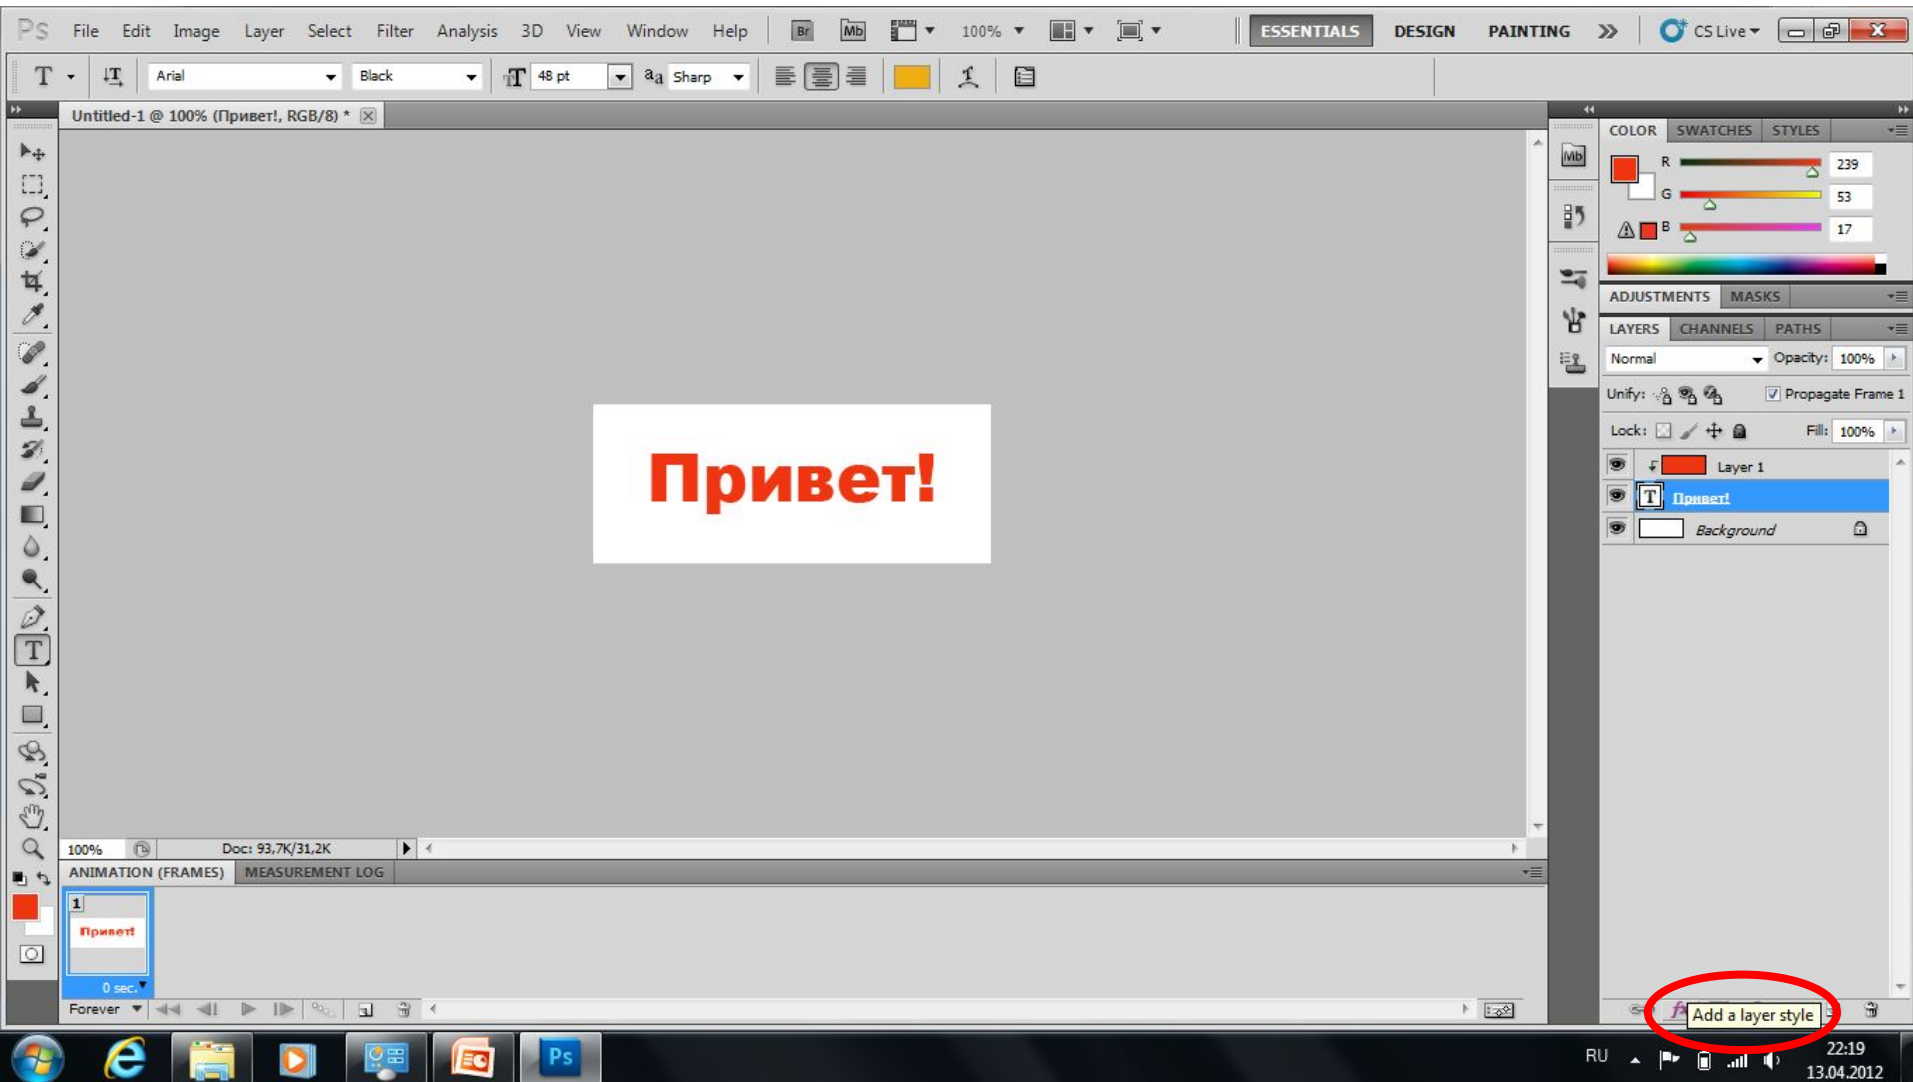 Ps File Edit Image Layer Select Filter Analysis 3D View Window Help Br Mb 100% ESSENTIALS DESIGN PAINTING CS Live
T Arial Black 48 pt aa Sharp
Untitled-1 @ 100% (Привет!, RGB/8) *
COLOR SWATCHES STYLES
Mb
R 239
G 53
B 17
ADJUSTMENTS MASKS
LAYERS CHANNELS PATHS
Normal Opacity: 100%
Unify: Propagate Frame 1
Lock: Fill: 100%
Layer 1
T Привет!
Background
Привет!
T
100% Doc: 93,7K/31,2K
ANIMATION (FRAMES) MEASUREMENT LOG
1
Привет!
0 sec.
Forever
Add a layer style
Ps
RU 22:19
13.04.2012